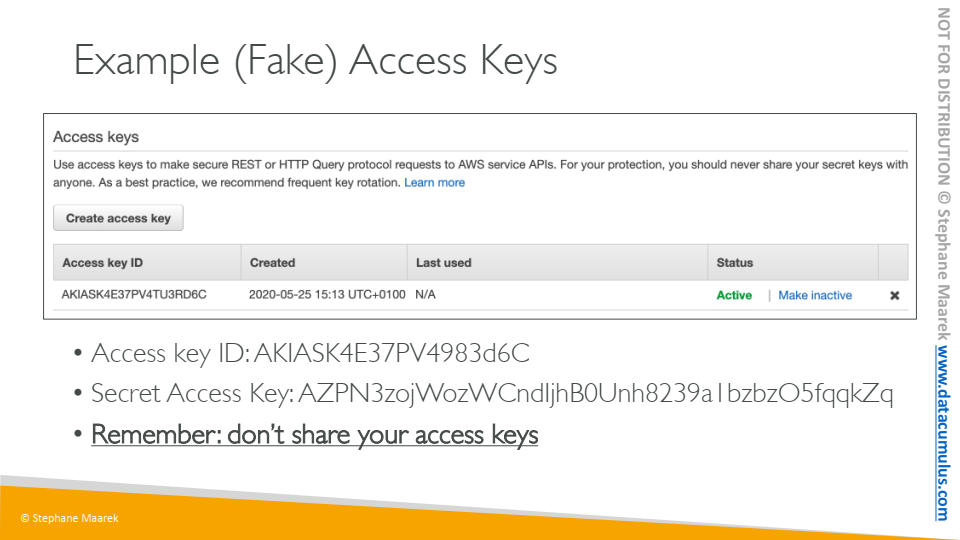 Example (Fake) Access Keys
Access keys
Use access keys to make secure REST or HTTP Query protocol requests to AWS service APIs. For your protection, you should never share your secret keys with
anyone. As a best practice, we recommend frequent key rotation. Learn more
Create access key
Access key ID Created Last used Status
AKIASK4E37PV4TU3RD6C 2020-05-25 15:13 UTC+0100 N/A Active | Make inactive ✖
• Access key ID: AKIASK4E37PV4983d6C
• Secret Access Key: AZPN3zojWozWCndIjhB0Unh8239a1bzbzO5fqqkZq
• Remember: don’t share your access keys
© Stephane Maarek
NOT FOR DISTRIBUTION © Stephane Maarek www.datacumulus.com